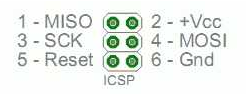 1 - MISO 2 - +Vcc
3 - SCK 4 - MOSI
5 - Reset 6 - Gnd
ICSP